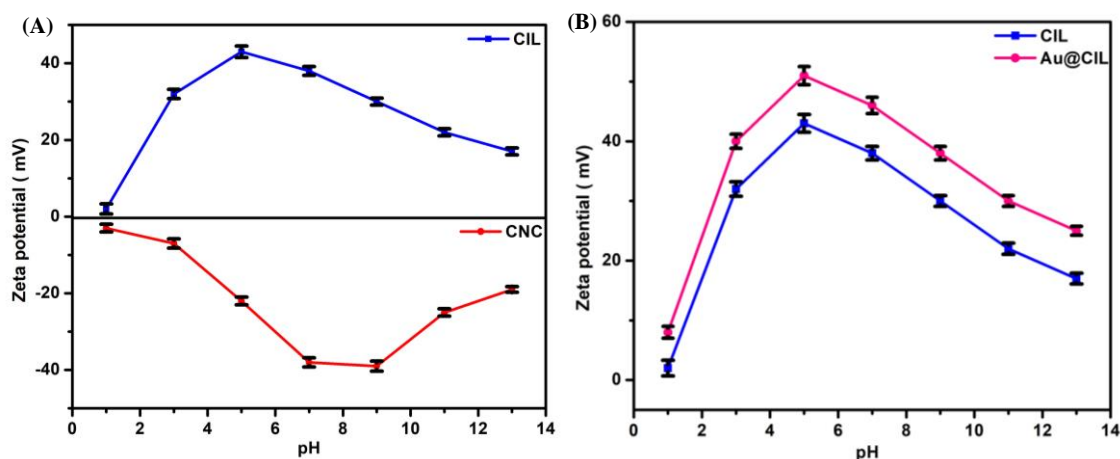 (A)
CIL
40
20
0
CNC
-20
-40
Zeta potential ( mV)
0 2 4 6 8 10 12 14
pH
(B)
60
CIL
Au@CIL
40
20
0
Zeta potential ( mV)
0 2 4 6 8 10 12 14
pH